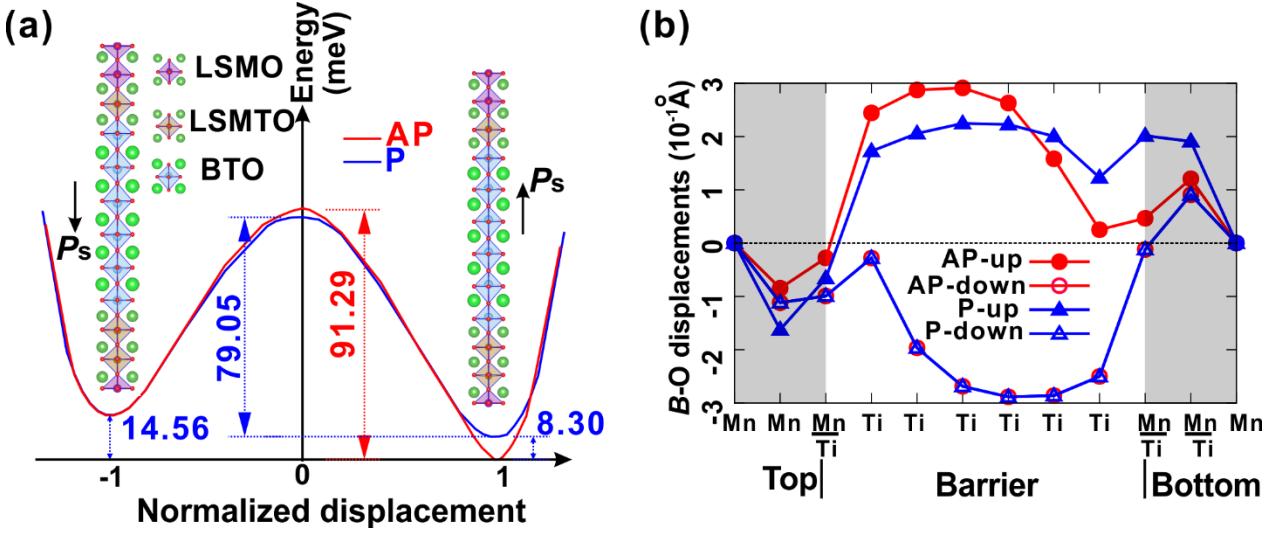 (a)
Energy
(meV)
LSMO
LSMTO
BTO
AP
P
Ps
Ps
79.05
91.29
14.56
8.30
-1
0
1
Normalized displacement
(b)
B-O displacements (10⁻¹Å)
3
2
1
0
-1
-2
-3
AP-up
AP-down
P-up
P-down
Mn Mn Mn Ti Ti Ti Ti Ti Ti Mn Mn Mn
Ti Ti Ti
Top Barrier Bottom